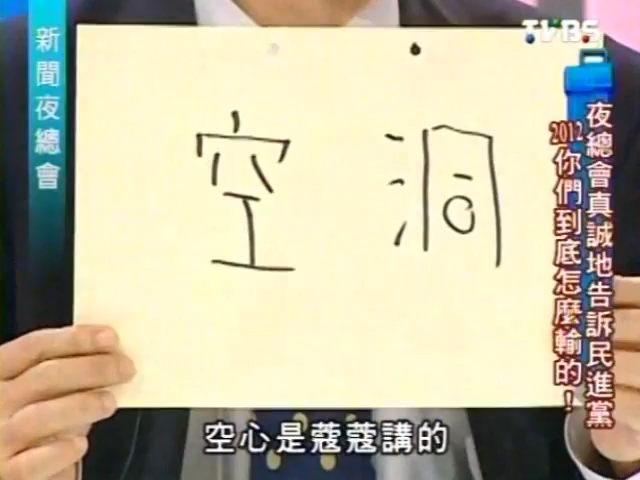 新聞夜總會
TVBS
空洞
夜總會真誠地告訴民進黨
2012你們到底怎麼輸的！
空心是蔻蔻講的